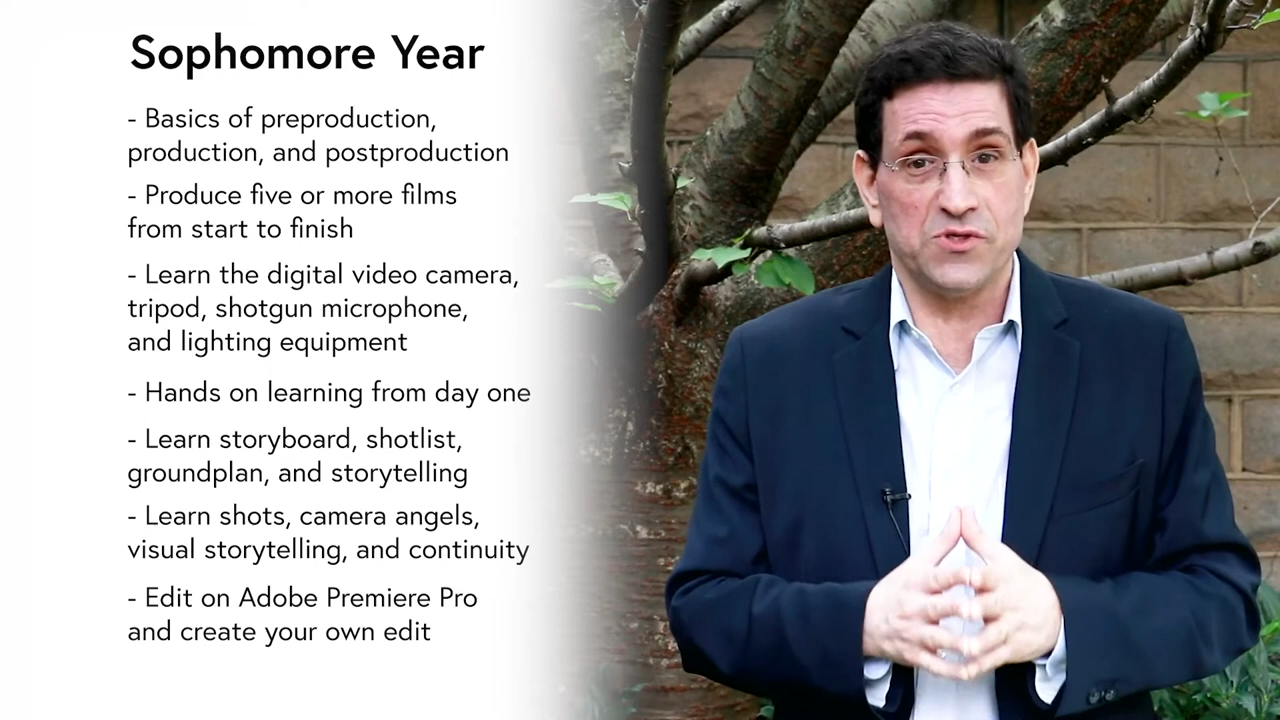 Sophomore Year
- Basics of preproduction,
production, and postproduction
- Produce five or more films
from start to finish
- Learn the digital video camera,
tripod, shotgun microphone,
and lighting equipment
- Hands on learning from day one
- Learn storyboard, shotlist,
groundplan, and storytelling
- Learn shots, camera angels,
visual storytelling, and continuity
- Edit on Adobe Premiere Pro
and create your own edit